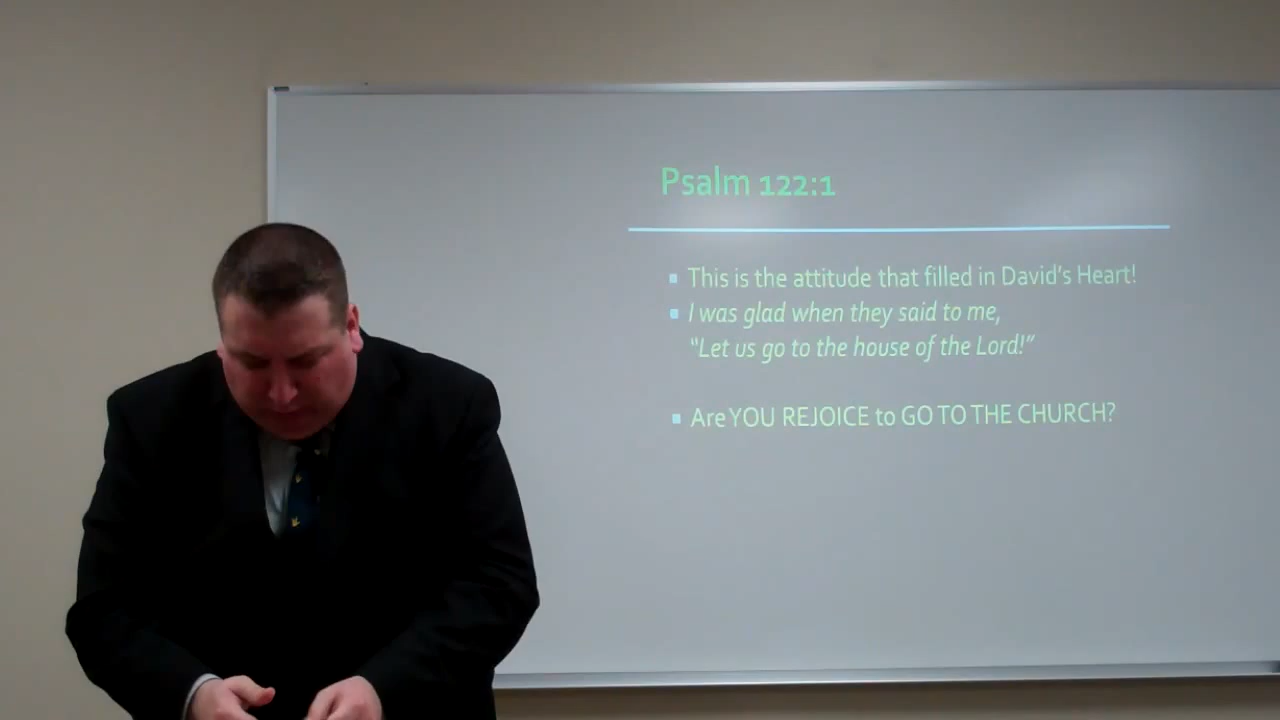 Psalm 122:1
This is the attitude that filled in David's Heart!
I was glad when they said to me,
“Let us go to the house of the Lord!”
Are YOU REJOICE to GO TO THE CHURCH?